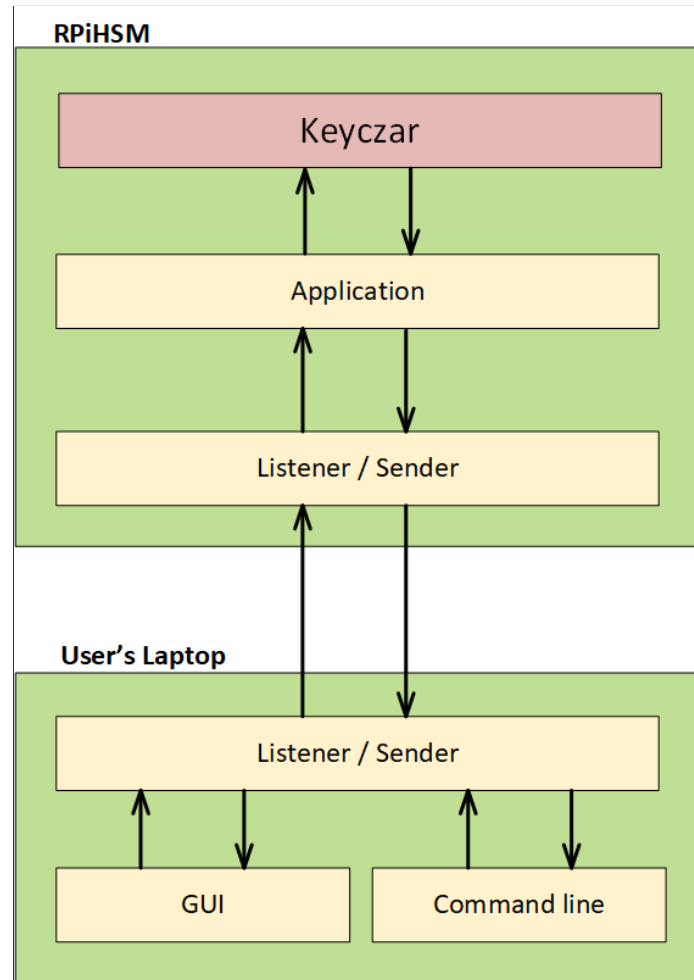 RPiHSM
Keyczar
Application
Listener / Sender
User's Laptop
Listener / Sender
GUI
Command line